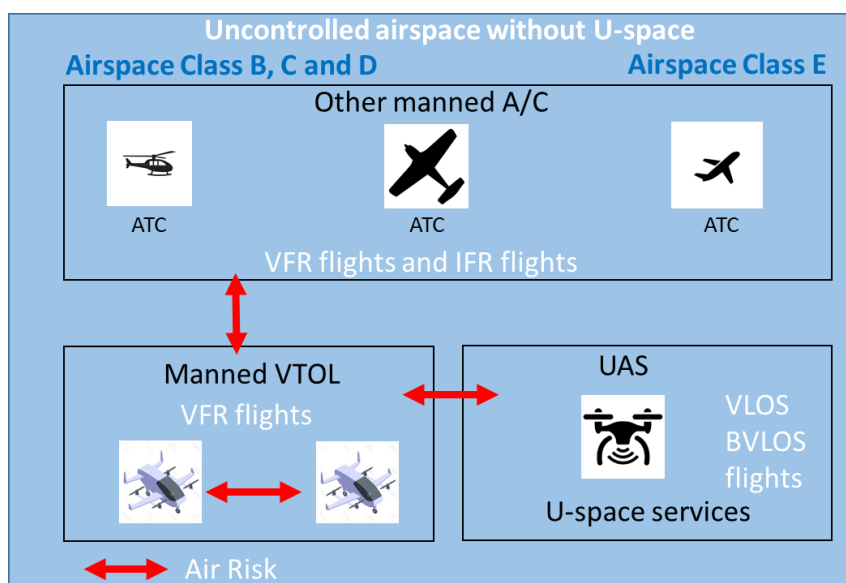 Uncontrolled airspace without U-space
Airspace Class B, C and D
Airspace Class E
Other manned A/C
ATC
ATC
ATC
VFR flights and IFR flights
Manned VTOL
VFR flights
UAS
VLOS
BVLOS
flights
U-space services
Air Risk